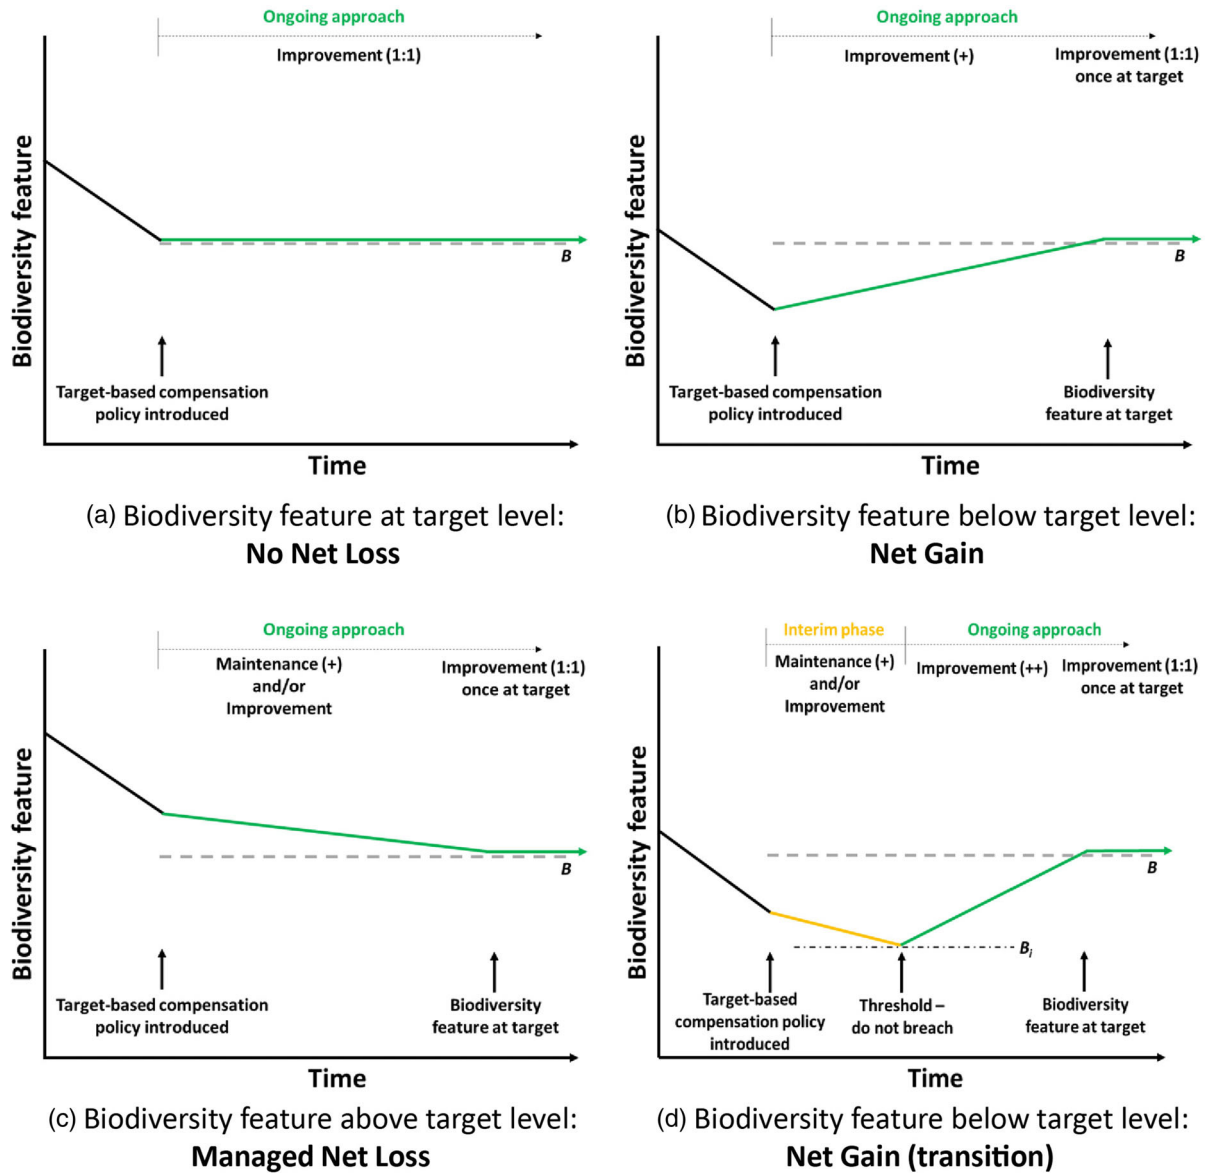 Ongoing approach
Improvement (1:1)
Biodiversity feature
B
Target-based compensation
policy introduced
Time
(a) Biodiversity feature at target level:
No Net Loss
Ongoing approach
Improvement (+)
Improvement (1:1)
once at target
Biodiversity feature
B
Target-based compensation
policy introduced
Biodiversity
feature at target
Time
(b) Biodiversity feature below target level:
Net Gain
Ongoing approach
Maintenance (+)
and/or
Improvement
Improvement (1:1)
once at target
Biodiversity feature
B
Target-based compensation
policy introduced
Biodiversity
feature at target
Time
(c) Biodiversity feature above target level:
Managed Net Loss
Interim phase
Ongoing approach
Maintenance (+)
and/or
Improvement
Improvement (++)
Improvement (1:1)
once at target
Biodiversity feature
B
Bi
Target-based
compensation policy
introduced
Threshold –
do not breach
Biodiversity
feature at target
Time
(d) Biodiversity feature below target level:
Net Gain (transition)